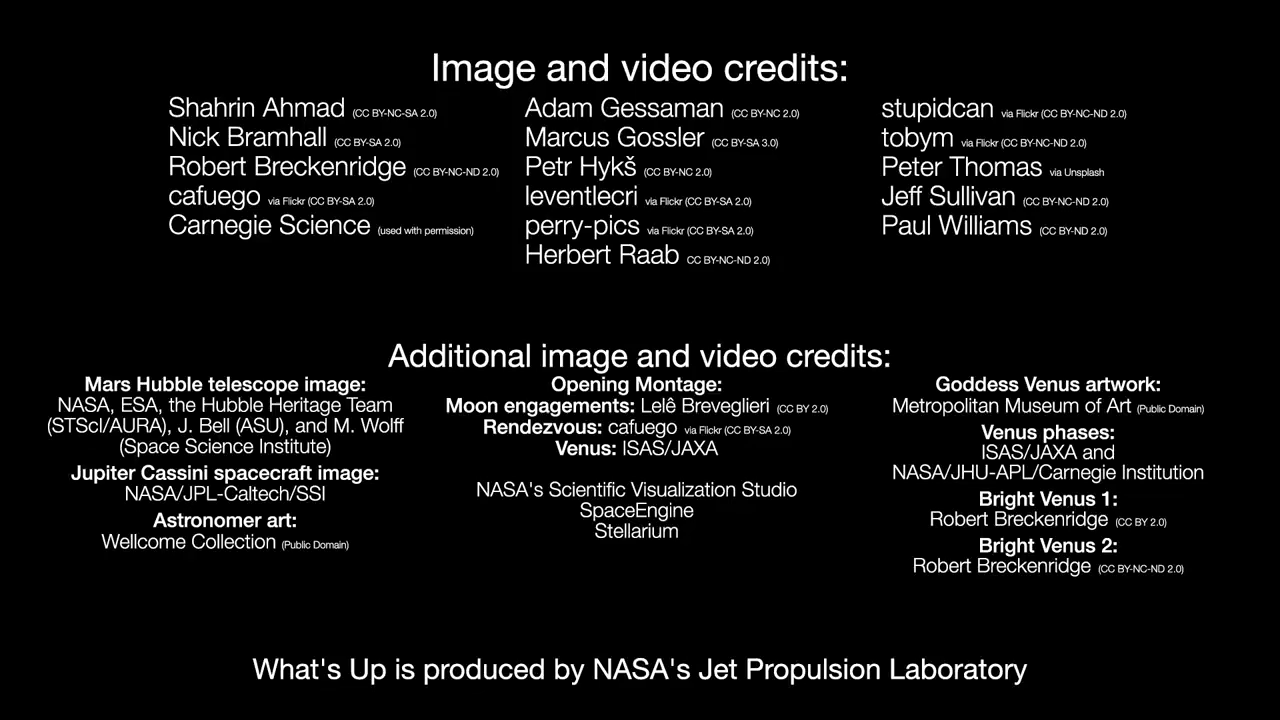 Image and video credits:
Shahrin Ahmad (CC BY-NC-SA 2.0)
Nick Bramhall (CC BY-SA 2.0)
Robert Breckenridge (CC BY-NC-ND 2.0)
cafuego via Flickr (CC BY-SA 2.0)
Carnegie Science (used with permission)
Adam Gessaman (CC BY-NC 2.0)
Marcus Gossler (CC BY-SA 3.0)
Petr Hykš (CC BY-NC 2.0)
leventlecri via Flickr (CC BY-SA 2.0)
perry-pics via Flickr (CC BY-SA 2.0)
Herbert Raab CC BY-NC-ND 2.0)
stupidcan via Flickr (CC BY-NC-ND 2.0)
tobym via Flickr (CC BY-NC-ND 2.0)
Peter Thomas via Unsplash
Jeff Sullivan (CC BY-NC-ND 2.0)
Paul Williams (CC BY-ND 2.0)
Additional image and video credits:
Mars Hubble telescope image:
NASA, ESA, the Hubble Heritage Team
(STScI/AURA), J. Bell (ASU), and M. Wolff
(Space Science Institute)
Jupiter Cassini spacecraft image:
NASA/JPL-Caltech/SSI
Astronomer art:
Wellcome Collection (Public Domain)
Opening Montage:
Moon engagements: Lelê Breveglieri (CC BY 2.0)
Rendezvous: cafuego via Flickr (CC BY-SA 2.0)
Venus: ISAS/JAXA
NASA's Scientific Visualization Studio
SpaceEngine
Stellarium
Goddess Venus artwork:
Metropolitan Museum of Art (Public Domain)
Venus phases:
ISAS/JAXA and
NASA/JHU-APL/Carnegie Institution
Bright Venus 1:
Robert Breckenridge (CC BY 2.0)
Bright Venus 2:
Robert Breckenridge (CC BY-NC-ND 2.0)
What's Up is produced by NASA's Jet Propulsion Laboratory